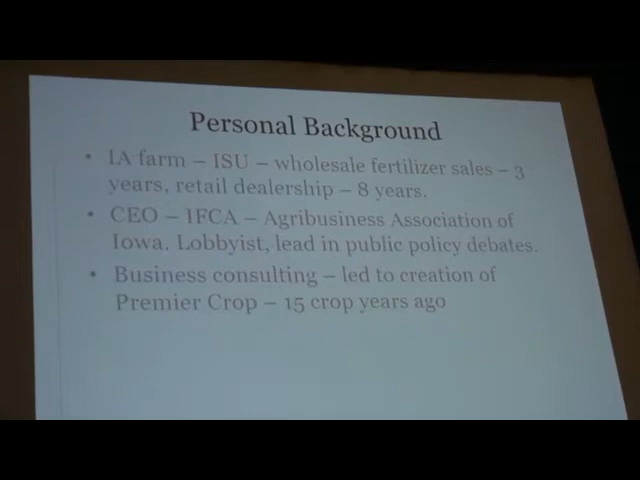 Personal Background
• IA farm – ISU – wholesale fertilizer sales – 3
years, retail dealership – 8 years.
• CEO – IFCA – Agribusiness Association of
Iowa. Lobbyist, lead in public policy debates.
• Business consulting – led to creation of
Premier Crop – 15 crop years ago